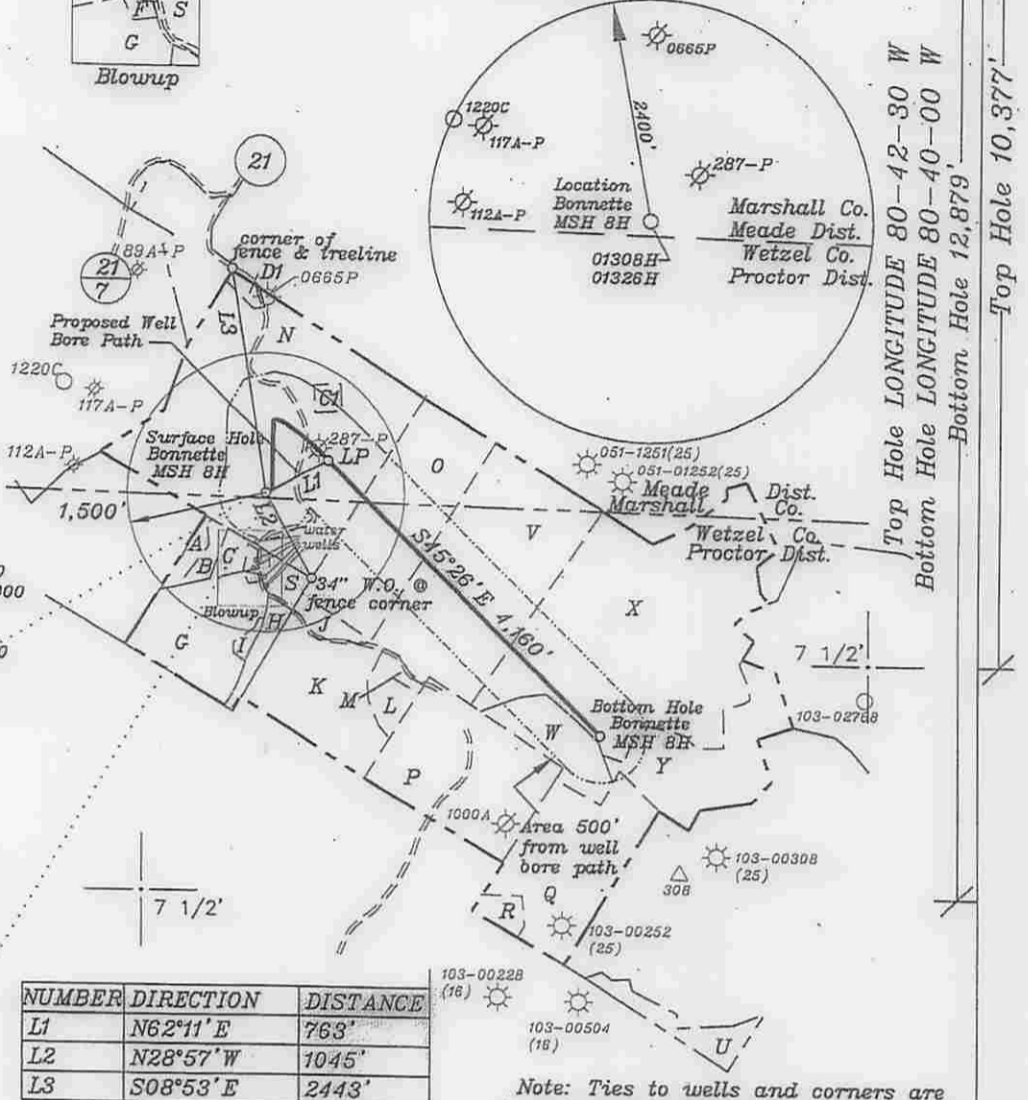 F S
G
Blowup
0665P
1220C
117A-P
2400'
287-P
112A-P
Location
Bonnette
MSH 8H
Marshall Co.
Meade Dist.
Wetzel Co.
Proctor Dist.
01308H
01326H
Top Hole LONGITUDE 80-42-30 W
Bottom Hole LONGITUDE 80-40-00 W
Bottom Hole 12,879'
Top Hole 10,377'
21
89A-P
21
7
corner of
fence & treeline
D1
0665P
L3
N
Proposed Well
Bore Path
1220C
117A-P
C1
112A-P
Surface Hole
Bonnette
MSH 8H
287-P
LP
L1
L2
1,500'
O
051-1251(25)
051-01252(25)
Meade Dist.
Marshall Co.
Wetzel Co.
Proctor Dist.
V
X
water
wells
A
B
C
S
34" W.O. @
fence corner
Blowup
H
J
I
G
S45°26' E 4,160'
000
7 1/2'
103-02768
K
M
L
P
Bottom Hole
Bonnette
MSH 8H
W
Y
1000A
Area 500'
from well
bore path
308
103-00308
(25)
Q
R
103-00252
(25)
7 1/2'
103-00228
(16)
103-00504
(16)
U
NUMBER DIRECTION DISTANCE
L1 N62°11' E 763'
L2 N28°57' W 1045'
L3 S08°53' E 2443'
Note: Ties to wells and corners are